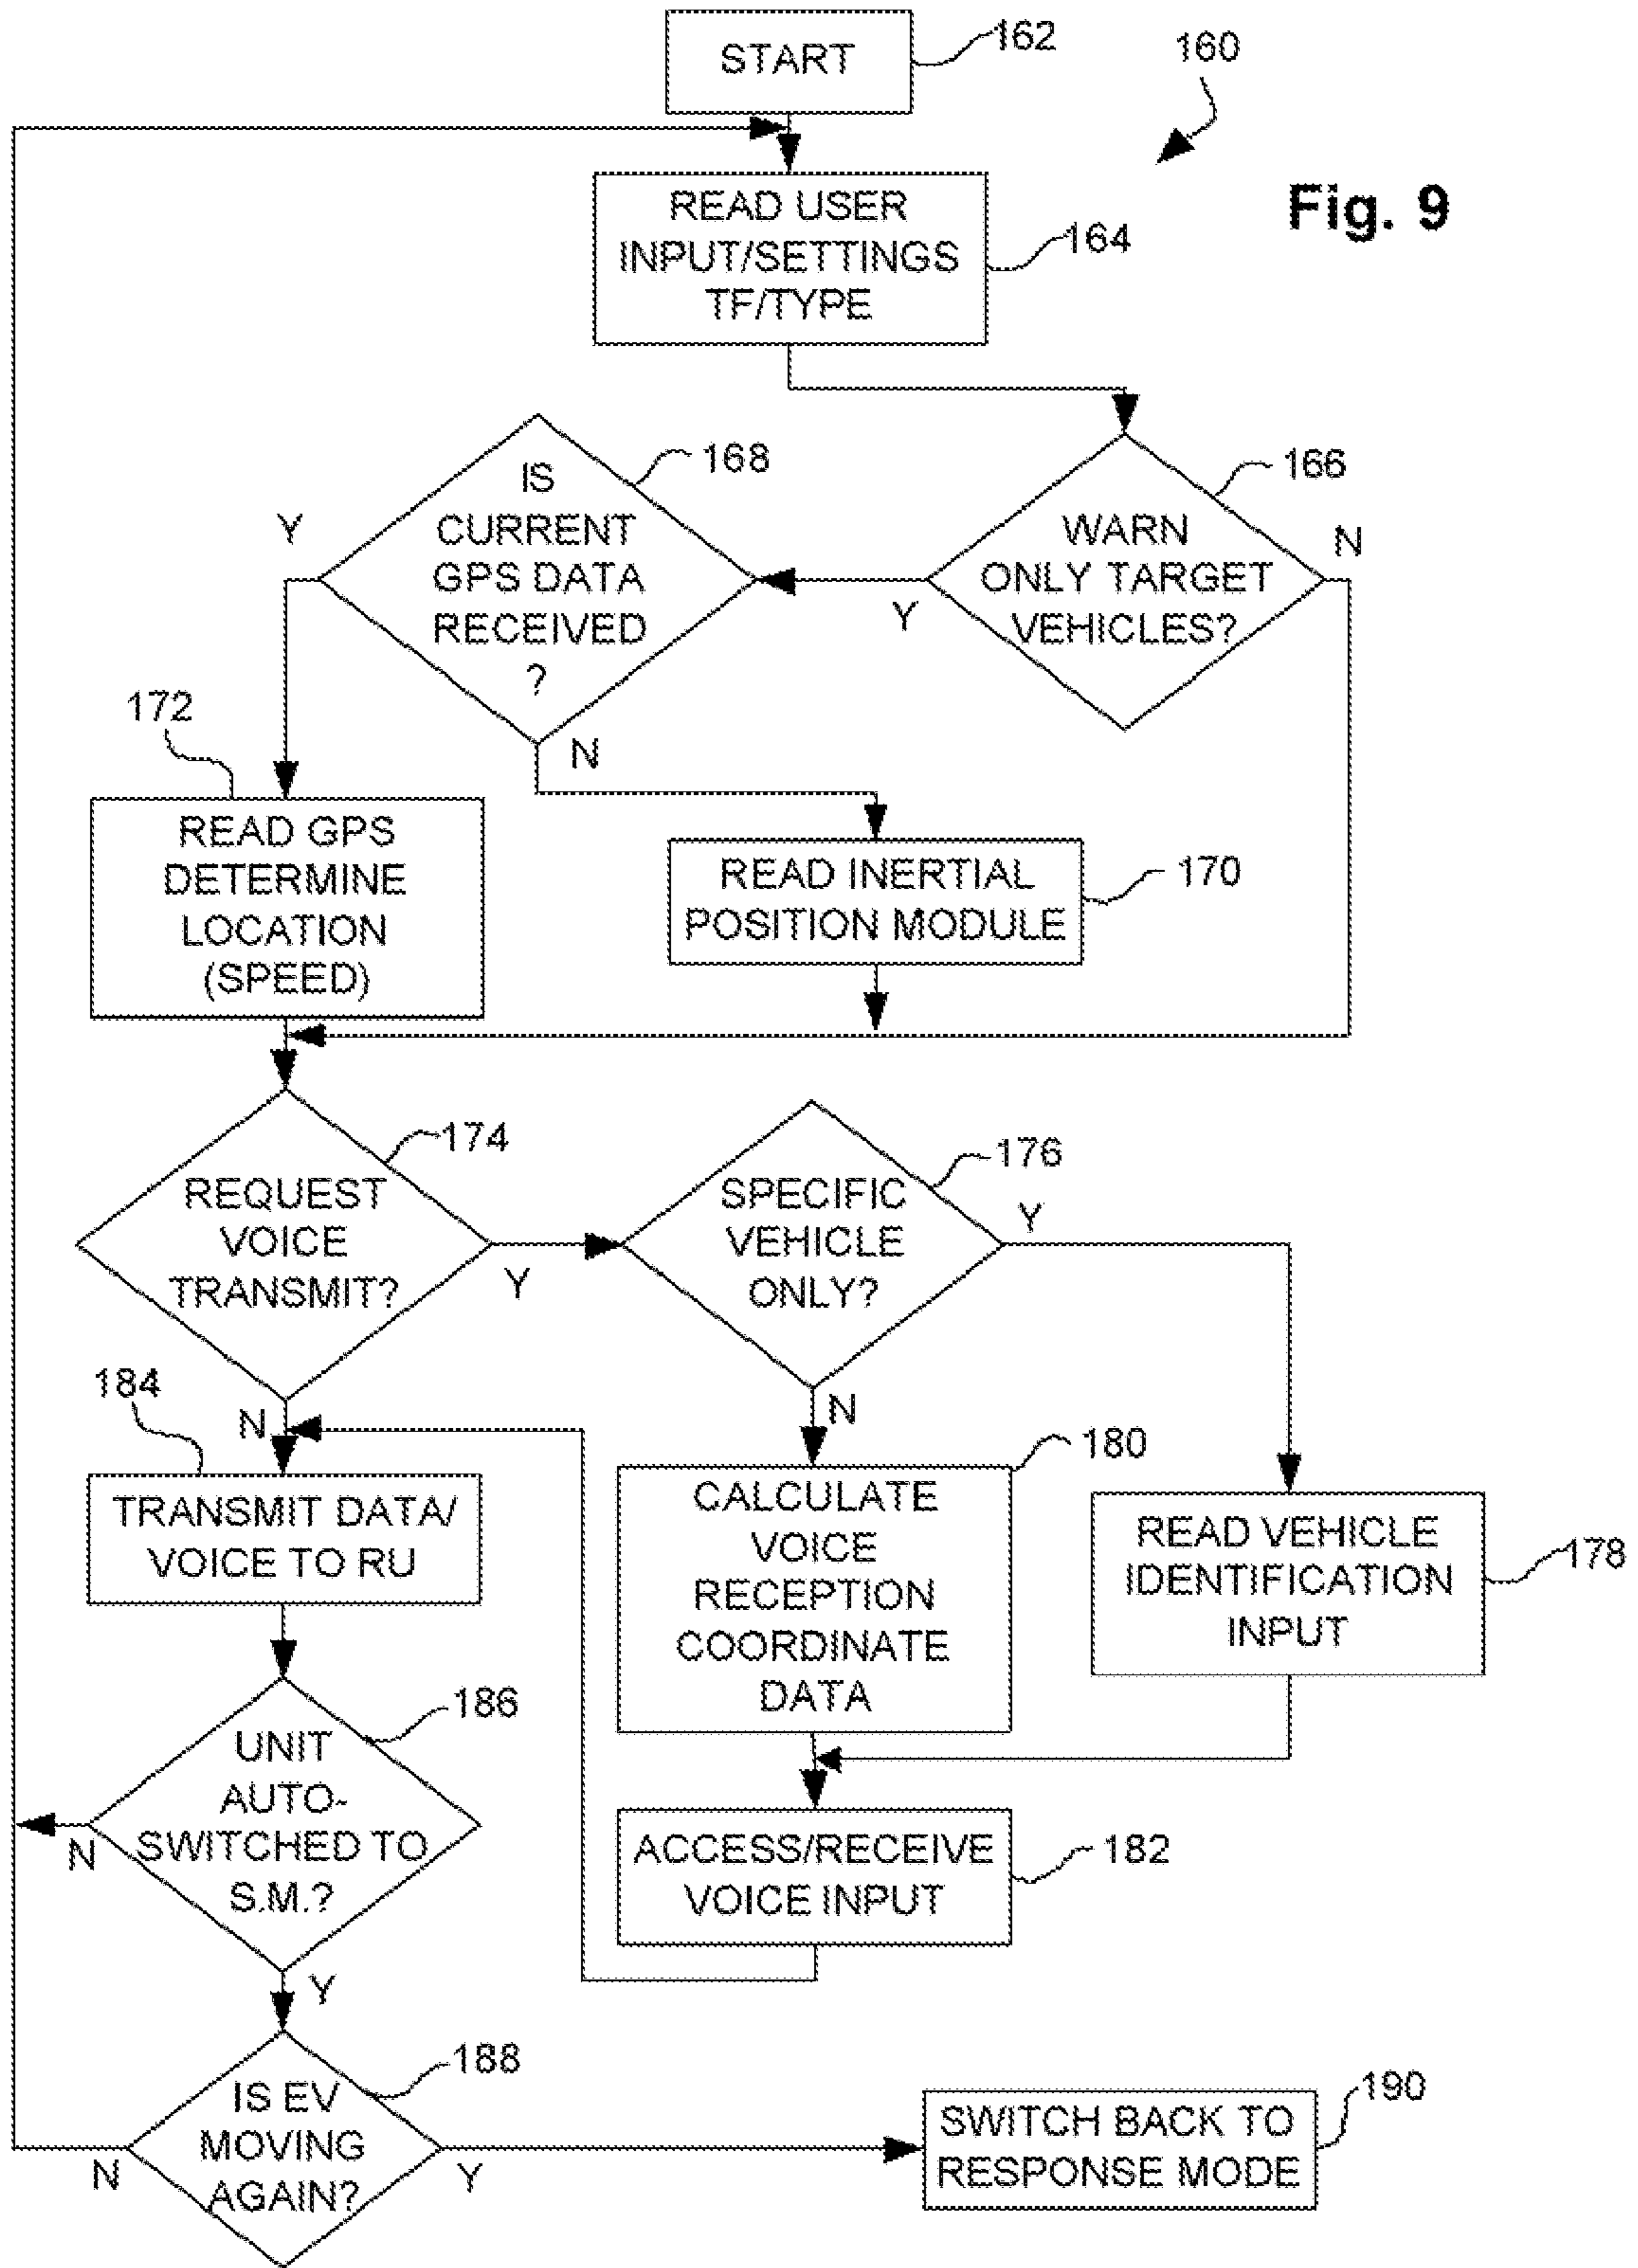 START
162
160
Fig. 9
READ USER
INPUT/SETTINGS
TF/TYPE
164
168
166
IS
CURRENT
GPS DATA
RECEIVED
?
Y
N
WARN
ONLY TARGET
VEHICLES?
N
Y
172
READ GPS
DETERMINE
LOCATION
(SPEED)
READ INERTIAL
POSITION MODULE
170
174
REQUEST
VOICE
TRANSMIT?
Y
N
176
SPECIFIC
VEHICLE
ONLY?
Y
N
184
TRANSMIT DATA/
VOICE TO RU
180
CALCULATE
VOICE
RECEPTION
COORDINATE
DATA
READ VEHICLE
IDENTIFICATION
INPUT
178
186
UNIT
AUTO-
SWITCHED TO
S.M.?
N
Y
ACCESS/RECEIVE
VOICE INPUT
182
188
IS EV
MOVING
AGAIN?
N
Y
SWITCH BACK TO
RESPONSE MODE
190